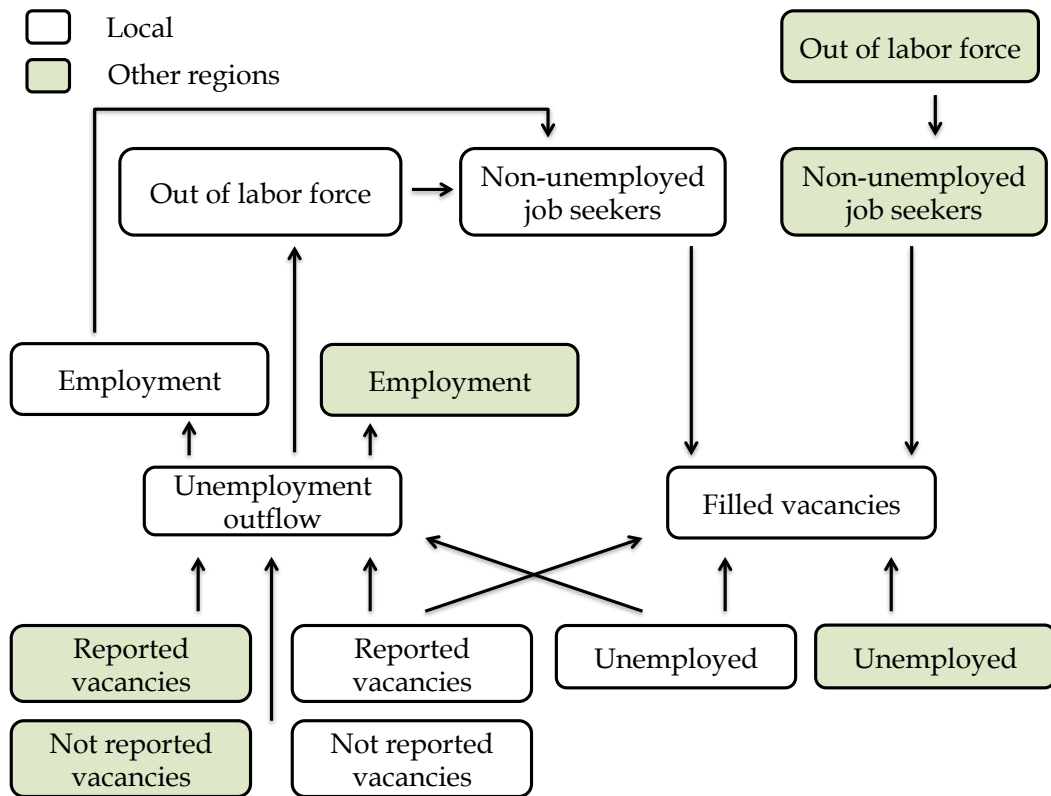 Local
Other regions
Out of labor force
Out of labor force
Non-unemployed
job seekers
Non-unemployed
job seekers
Employment
Employment
Unemployment
outflow
Filled vacancies
Reported
vacancies
Reported
vacancies
Unemployed
Unemployed
Not reported
vacancies
Not reported
vacancies